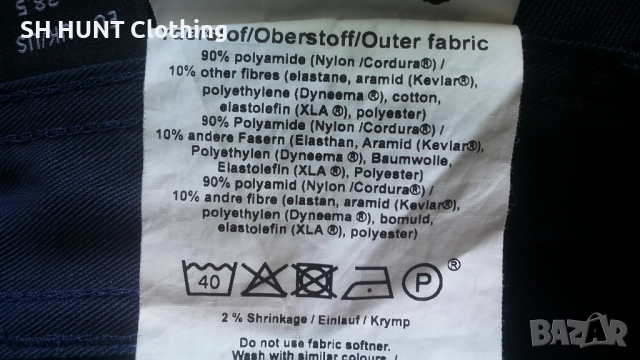 SH HUNT Clothing
/Oberstoff/Outer fabric
90% polyamide (Nylon /Cordura®) /
10% other fibres (elastane, aramid (Kevlar®),
polyethylene (Dyneema ®), cotton,
elastolefin (XLA ®), polyester)
90% Polyamide (Nylon /Cordura®) /
10% andere Fasern (Elasthan, Aramid (Kevlar®),
Polyethylen (Dyneema ®), Baumwolle,
Elastolefin (XLA ®), Polyester)
90% polyamid (Nylon /Cordura®) /
10% andre fibre (elastan, aramid (Kevlar®),
polyethylen (Dyneema ®), bomuld,
elastolefin (XLA ®), polyester)
40 P ®
2 % Shrinkage / Einlauf / Krymp
Do not use fabric softner.
Wash with similar colours. /
BAZAR